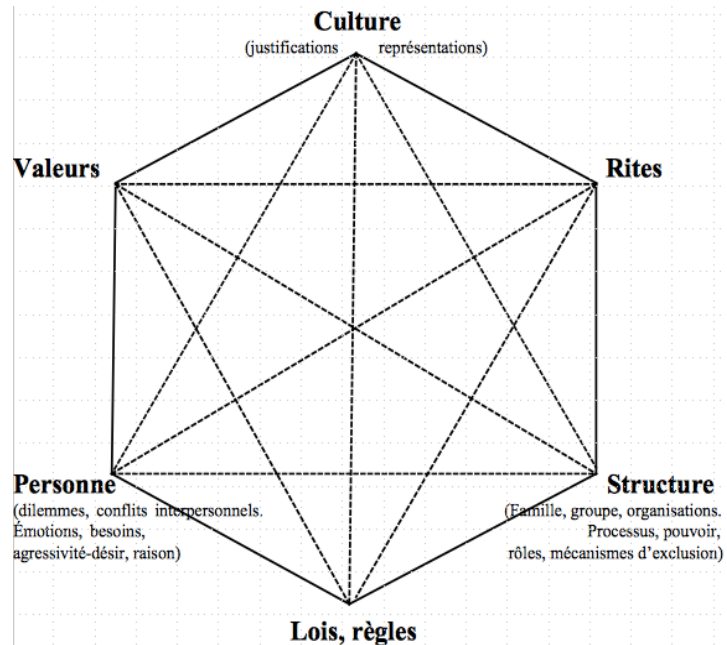 Culture
(justifications représentations)
Valeurs
Rites
Personne
(dilemmes, conflits interpersonnels.
Émotions, besoins,
agressivité-désir, raison)
Structure
(Famille, groupe, organisations.
Processus, pouvoir,
rôles, mécanismes d'exclusion)
Lois, règles